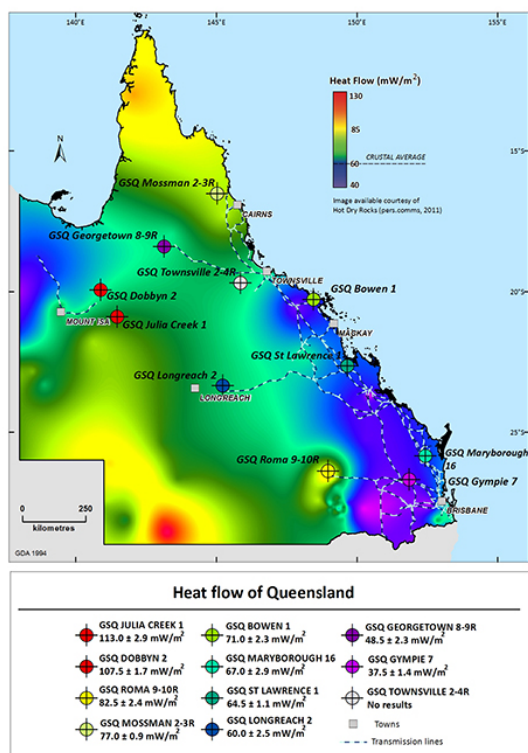 140°E
145°E
150°E
155°E
Heat Flow (mW/m²)
130
85
60
40
CRUSTAL AVERAGE
Image available courtesy of
Hot Dry Rocks (pers.comms, 2011)
N
15°S
20°S
25°S
GSQ Mossman 2-3R
CAIRNS
GSQ Georgetown 8-9R
GSQ Townsville 2-4R
TOWNSVILLE
GSQ Dobbyn 2
GSQ Bowen 1
MOUNT ISA
GSQ Julia Creek 1
MACKAY
GSQ St Lawrence 1
GSQ Longreach 2
LONGREACH
GSQ Maryborough
16
GSQ Roma 9-10R
GSQ Gympie 7
BRISBANE
0
250
kilometres
GDA 1994
Heat flow of Queensland
GSQ JULIA CREEK 1
113.0 ± 2.9 mW/m²
GSQ DOBBYN 2
107.5 ± 1.7 mW/m²
GSQ ROMA 9-10R
82.5 ± 2.4 mW/m²
GSQ MOSSMAN 2-3R
77.0 ± 0.9 mW/m²
GSQ BOWEN 1
71.0 ± 2.3 mW/m²
GSQ MARYBOROUGH 16
67.0 ± 2.9 mW/m²
GSQ ST LAWRENCE 1
64.5 ± 1.1 mW/m²
GSQ LONGREACH 2
60.0 ± 2.5 mW/m²
GSQ GEORGETOWN 8-9R
48.5 ± 2.3 mW/m²
GSQ GYMPIE 7
37.5 ± 1.4 mW/m²
GSQ TOWNSVILLE 2-4R
No results
Towns
Transmission lines